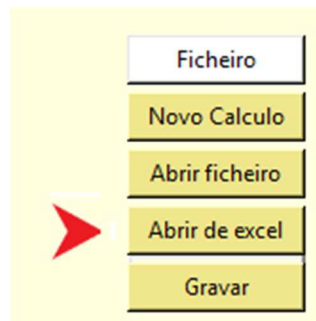 Ficheiro
Novo Calculo
Abrir ficheiro
Abrir de excel
Gravar